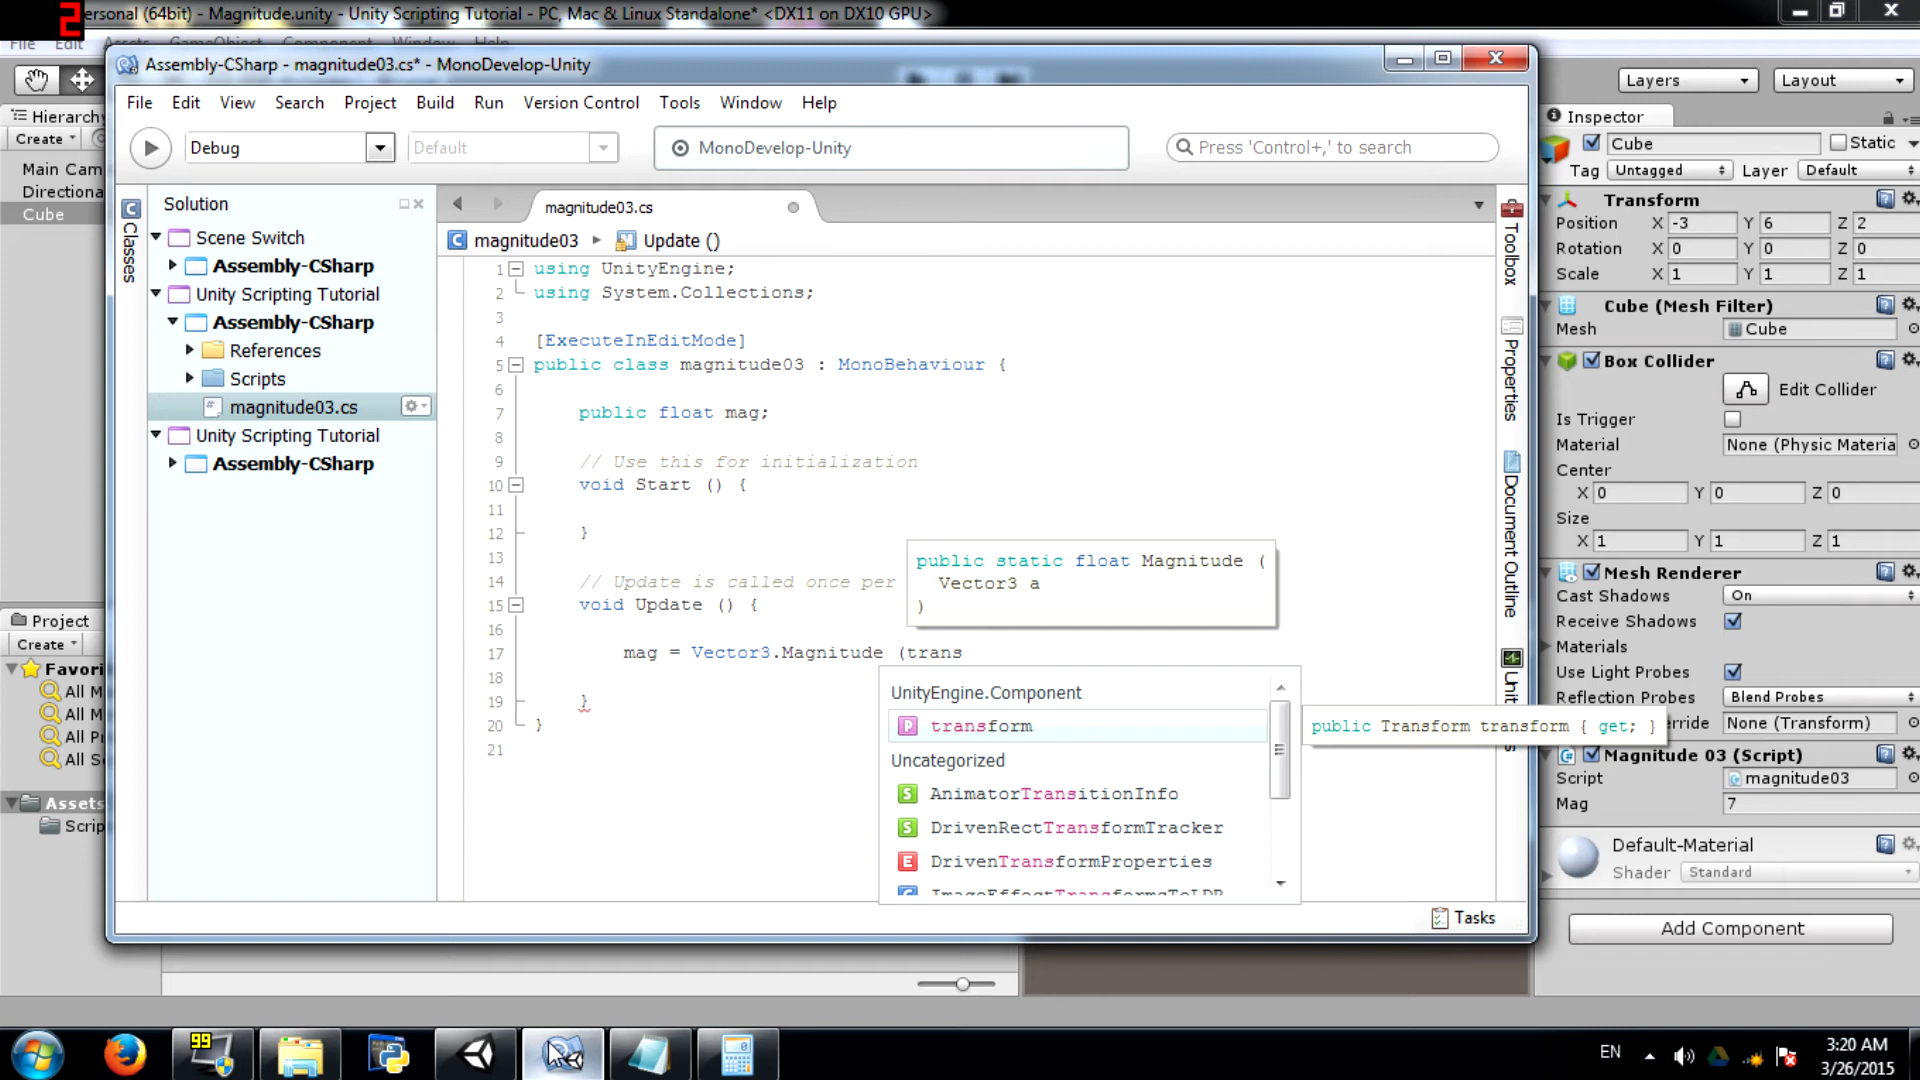 2
ersonal (64bit) - Magnitude.unity - Unity Scripting Tutorial - PC, Mac & Linux Standalone* <DX11 on DX10 GPU>
File Edit Assets GameObject Component Window Help
Assembly-CSharp - magnitude03.cs* - MonoDevelop-Unity
File Edit View Search Project Build Run Version Control Tools Window Help
Debug
Default
MonoDevelop-Unity
Press 'Control+,' to search
Layers
Layout
Hierarchy
Create
Main Cam
Directiona
Cube
Project
Create
Favori
All M
All M
All P
All S
Assets
Scrip
Classes
Solution
Scene Switch
Assembly-CSharp
Unity Scripting Tutorial
Assembly-CSharp
References
Scripts
magnitude03.cs
Unity Scripting Tutorial
Assembly-CSharp
magnitude03.cs
magnitude03 Update ()
1 using UnityEngine;
2 using System.Collections;
3
4 [ExecuteInEditMode]
5 public class magnitude03 : MonoBehaviour {
6
7 public float mag;
8
9 // Use this for initialization
10 void Start () {
11
12 }
13
14 // Update is called once per
15 void Update () {
16
17 mag = Vector3.Magnitude (trans
18
19 }
20 }
21
public static float Magnitude (
Vector3 a
)
UnityEngine.Component
transform
Uncategorized
AnimatorTransitionInfo
DrivenRectTransformTracker
DrivenTransformProperties
public Transform transform { get; }
Toolbox
Properties
Document Outline
Tasks
Inspector
Cube Static
Tag Untagged Layer Default
Transform
Position X -3 Y 6 Z 2
Rotation X 0 Y 0 Z 0
Scale X 1 Y 1 Z 1
Cube (Mesh Filter)
Mesh Cube
Box Collider
Edit Collider
Is Trigger
Material None (Physic Materia
Center
X 0 Y 0 Z 0
Size
X 1 Y 1 Z 1
Mesh Renderer
Cast Shadows On
Receive Shadows
Materials
Use Light Probes
Reflection Probes Blend Probes
erride None (Transform)
Magnitude 03 (Script)
Script magnitude03
Mag 7
Default-Material
Shader Standard
Add Component
99
EN
3:20 AM
3/26/2015